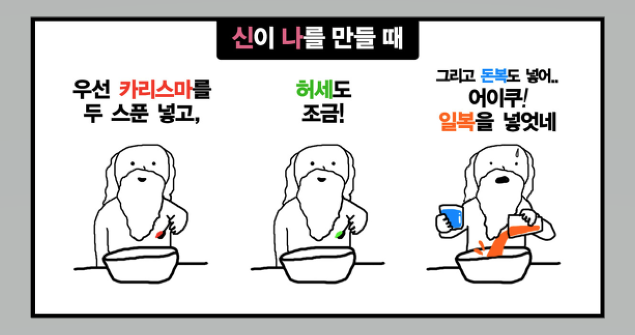 신이 나를 만들 때
우선 카리스마를
두 스푼 넣고,
허세도
조금!
그리고 돈복도 넣어..
어이쿠!
일복을 넣엇네